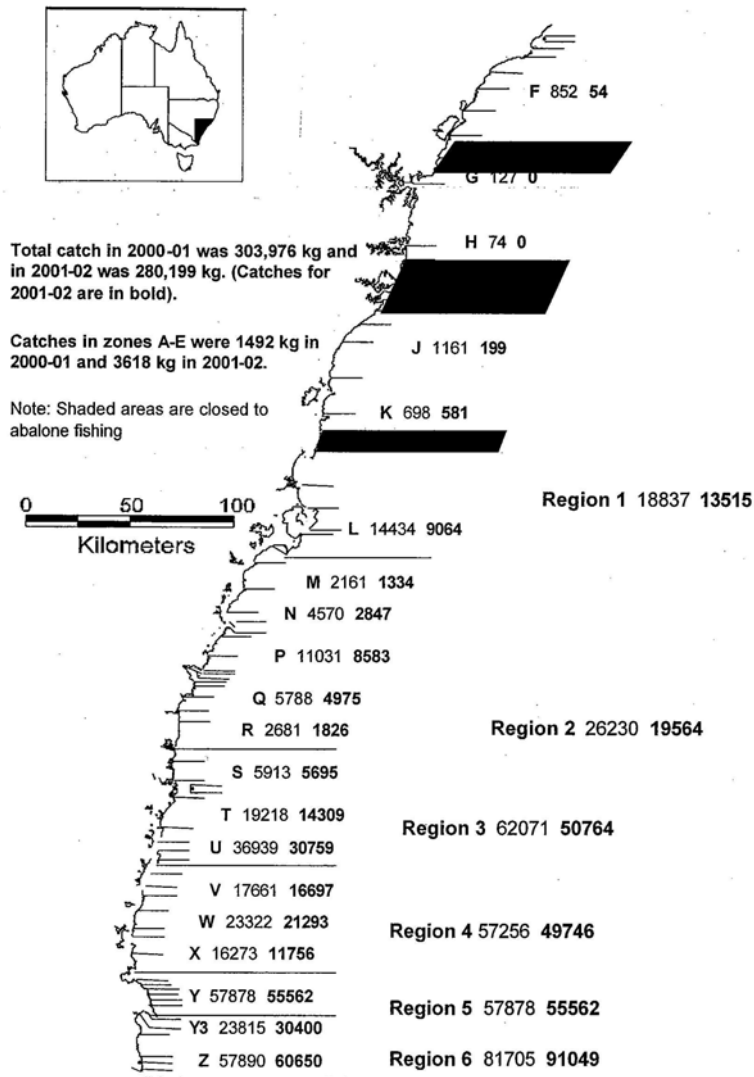 F 852 54
G 127 0
H 74 0
Total catch in 2000-01 was 303,976 kg and
in 2001-02 was 280,199 kg. (Catches for
2001-02 are in bold).
Catches in zones A-E were 1492 kg in
2000-01 and 3618 kg in 2001-02.
J 1161 199
Note: Shaded areas are closed to
abalone fishing
K 698 581
0 50 100
Kilometers
Region 1 18837 13515
L 14434 9064
M 2161 1334
N 4570 2847
P 11031 8583
Q 5788 4975
R 2681 1826
Region 2 26230 19564
S 5913 5695
T 19218 14309
Region 3 62071 50764
U 36939 30759
V 17661 16697
W 23322 21293
Region 4 57256 49746
X 16273 11756
Y 57878 55562
Region 5 57878 55562
Y3 23815 30400
Z 57890 60650
Region 6 81705 91049